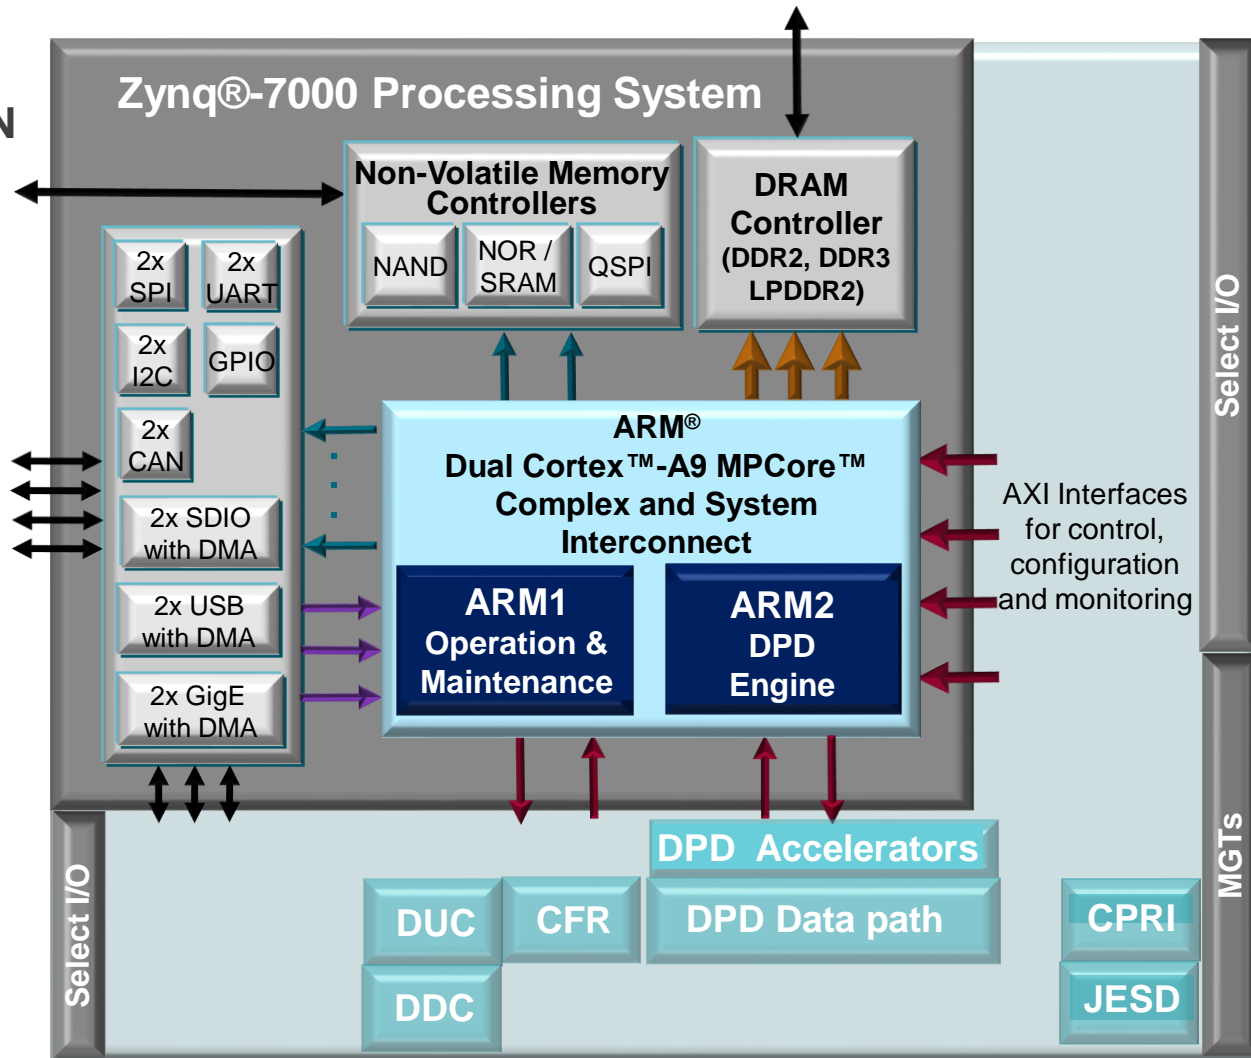 Zynq®-7000 Processing System
N
Non-Volatile Memory
Controllers
NAND
NOR /
SRAM
QSPI
DRAM
Controller
(DDR2, DDR3
LPDDR2)
2x
SPI
2x
UART
2x
I2C
GPIO
2x
CAN
2x SDIO
with DMA
2x USB
with DMA
2x GigE
with DMA
ARM®
Dual Cortex™-A9 MPCore™
Complex and System
Interconnect
ARM1
Operation &
Maintenance
ARM2
DPD
Engine
AXI Interfaces
for control,
configuration
and monitoring
Select I/O
MGTs
Select I/O
DPD Accelerators
DUC
CFR
DPD Data path
CPRI
DDC
JESD